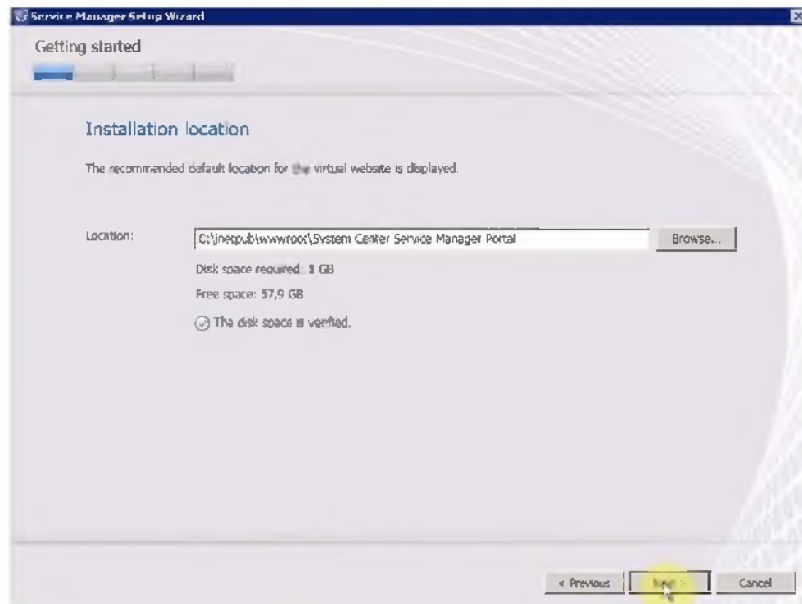 Service Manager Setup Wizard
Getting started
Installation location
The recommended default location for the virtual website is displayed.
Location:
C:\inetpub\wwwroot\System Center Service Manager Portal
Browse...
Disk space required: 1 GB
Free space: 57,9 GB
The disk space is verified.
< Previous
Next >
Cancel